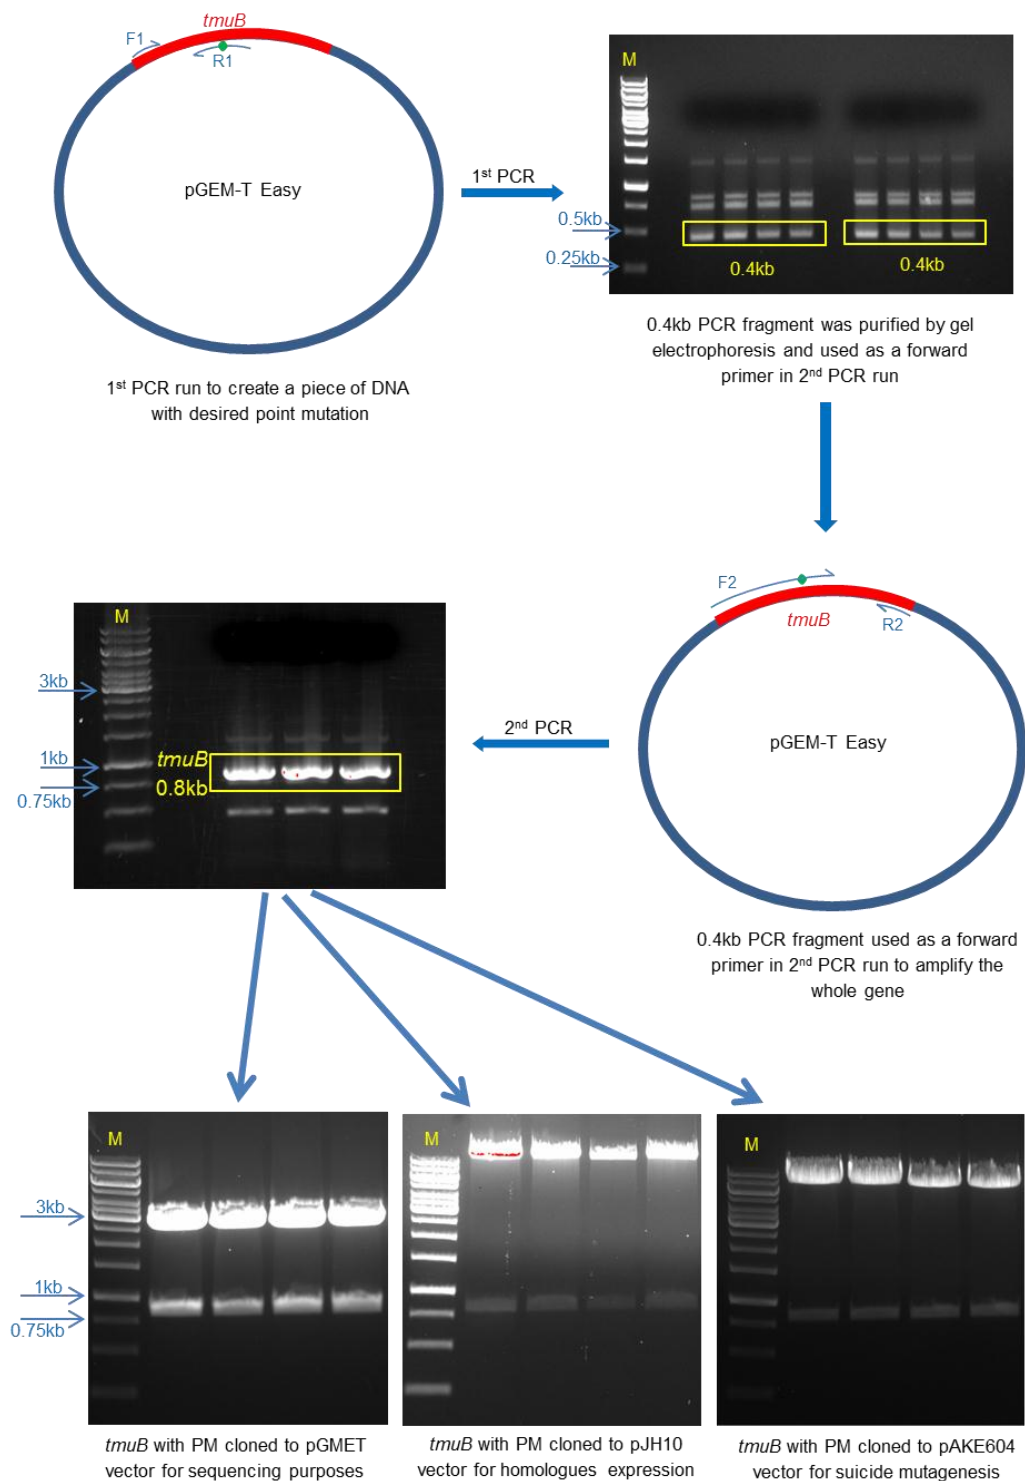 tmuB
F1
R1
pGEM-T Easy
1st PCR run to create a piece of DNA
with desired point mutation
1st PCR
M
0.5kb
0.25kb
0.4kb
0.4kb
0.4kb PCR fragment was purified by gel
electrophoresis and used as a forward
primer in 2nd PCR run
F2
tmuB
R2
pGEM-T Easy
0.4kb PCR fragment used as a forward
primer in 2nd PCR run to amplify the
whole gene
2nd PCR
M
3kb
1kb
0.75kb
tmuB
0.8kb
M
3kb
1kb
0.75kb
tmuB with PM cloned to pGMET
vector for sequencing purposes
M
tmuB with PM cloned to pJH10
vector for homologues expression
M
tmuB with PM cloned to pAKE604
vector for suicide mutagenesis